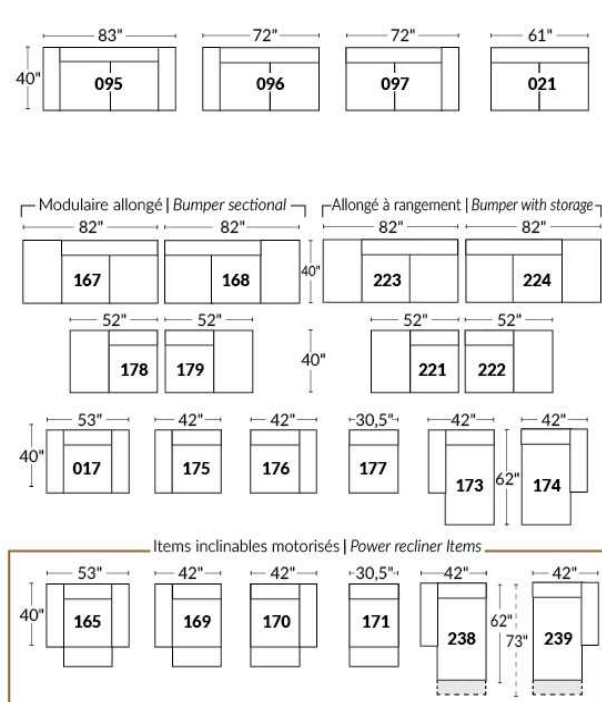 83" 72" 72" 61"
40" 095 096 097 021
Modulaire allongé | Bumper sectional Allongé à rangement | Bumper with storage
82" 82" 82" 82"
167 168 40" 223 224
52" 52" 52" 52"
178 179 40" 221 222
53" 42" 42" 30,5" 42" 42"
40" 017 175 176 177 173 62" 174
Items inclinables motorisés | Power recliner Items
53" 42" 42" 30,5" 42" 42"
40" 165 169 170 171 238 62" 73" 239